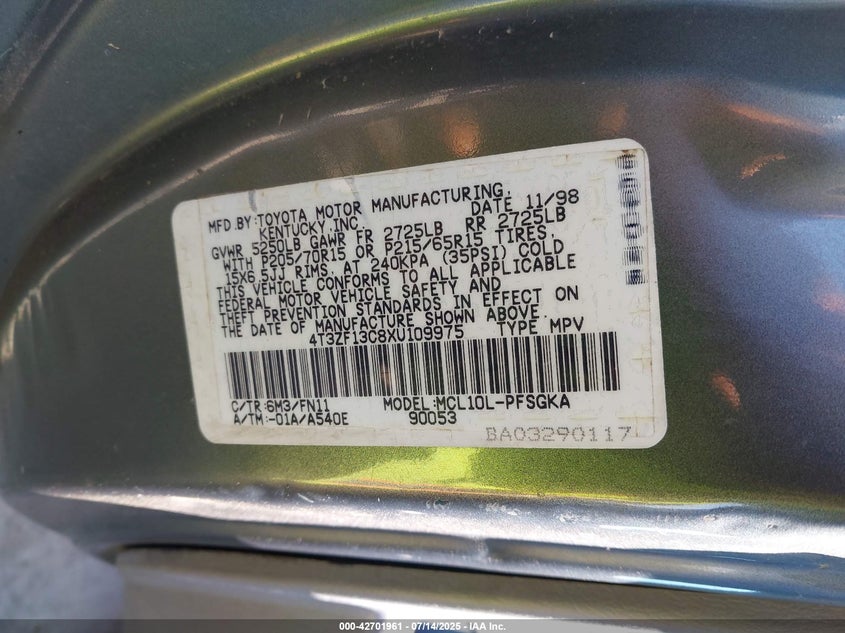 MFD.BY:TOYOTA MOTOR MANUFACTURING,
KENTUCKY,INC. DATE 11/98
GVWR 5250LB GAWR FR 2725LB RR 2725LB
WITH P205/70R15 OR P215/65R15 TIRES,
15X6.5JJ RIMS, AT 240KPA (35PSI) COLD
THIS VEHICLE CONFORMS TO ALL APPLICABLE
FEDERAL MOTOR VEHICLE SAFETY AND
THEFT PREVENTION STANDARDS IN EFFECT ON
THE DATE OF MANUFACTURE SHOWN ABOVE.
4T3ZF13C8XU109975 TYPE MPV
C/TR:6M3/FN11 MODEL:MCL10L-PFSGKA
A/TM:-01A/A540E 90053
BA03290117
000-42701961 | 07/14/2025 | © IAA Inc.